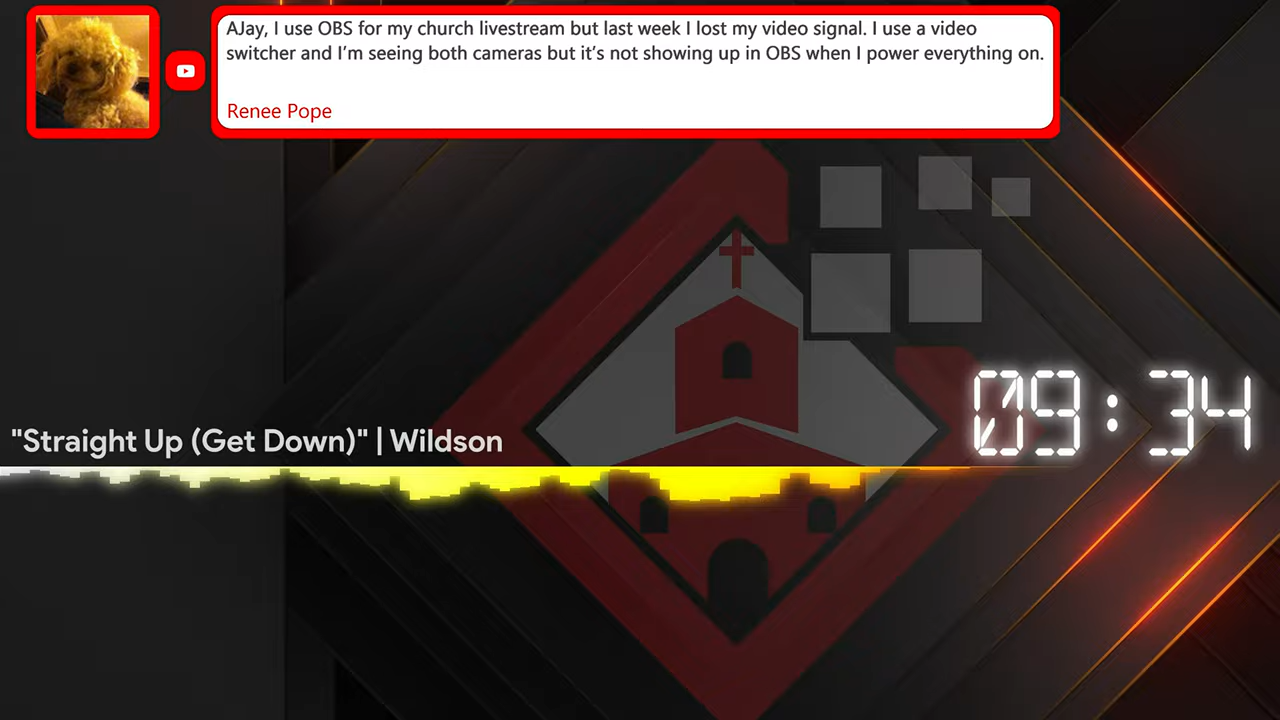 AJay, I use OBS for my church livestream but last week I lost my video signal. I use a video
switcher and I’m seeing both cameras but it’s not showing up in OBS when I power everything on.
Renee Pope
09:34
"Straight Up (Get Down)" | Wildson